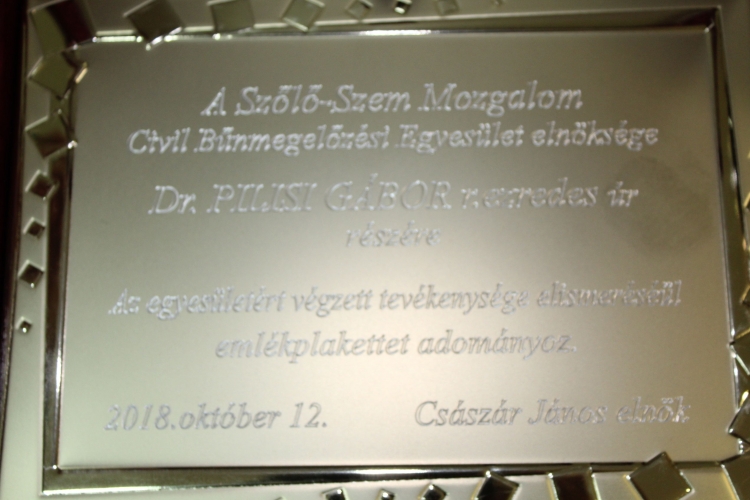 A Szőlő-Szem Mozgalom
Civil Bűnmegelőzési Egyesület elnöksége
Dr. PILISI GÁBOR r.ezredes úr
részére
Az egyesületért végzett tevékenysége elismeréséül
emlékplakettet adományoz.
2018.október 12. Császár János elnök